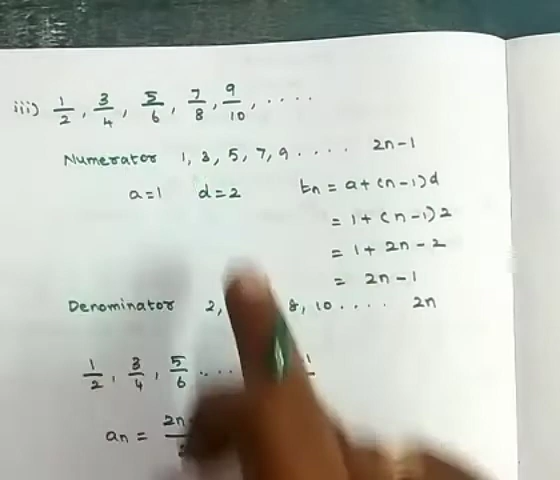 iii) 1/2, 3/4, 5/6, 7/8, 9/10, ....
Numerator 1, 3, 5, 7, 9 .... 2n-1
a=1 d=2 tn = a+(n-1)d
= 1+(n-1)2
= 1+2n-2
= 2n-1
Denominator 2, 8, 10 .... 2n
1/2, 3/4, 5/6 ....
an = 2n